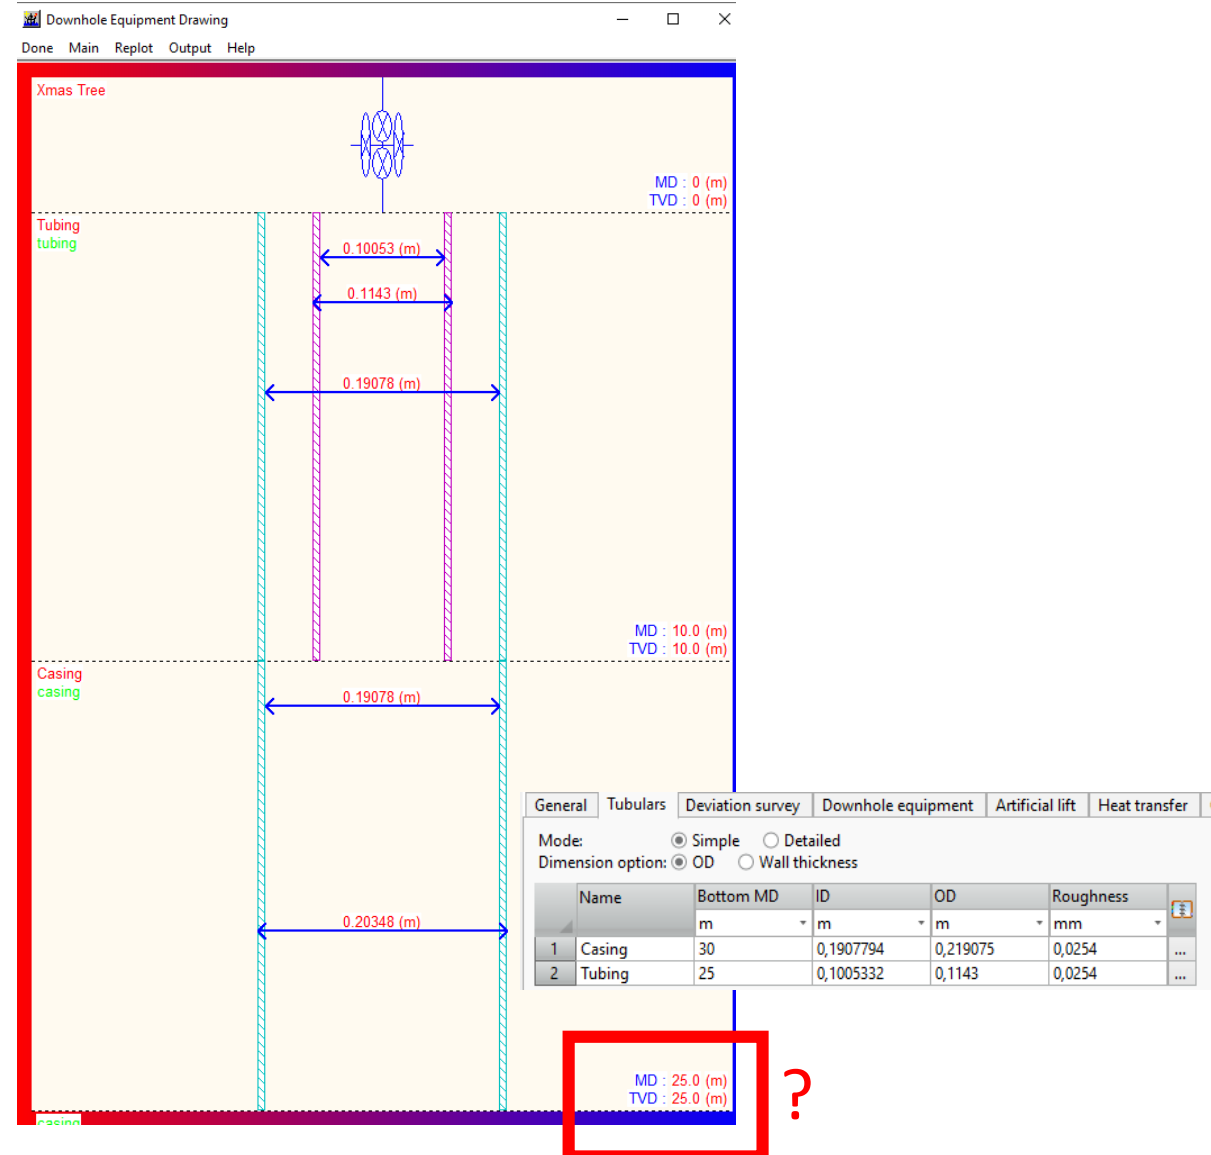 Downhole Equipment Drawing
Done Main Replot Output Help
Xmas Tree
MD : 0 (m)
TVD : 0 (m)
Tubing
tubing
0.10053 (m)
0.1143 (m)
0.19078 (m)
MD : 10.0 (m)
TVD : 10.0 (m)
Casing
casing
0.19078 (m)
0.20348 (m)
MD : 25.0 (m)
TVD : 25.0 (m)
casing
?
General Tubulars Deviation survey Downhole equipment Artificial lift Heat transfer
Mode: Simple Detailed
Dimension option: OD Wall thickness
Name Bottom MD ID OD Roughness
m m m mm
1 Casing 30 0,1907794 0,219075 0,0254 ...
2 Tubing 25 0,1005332 0,1143 0,0254 ...